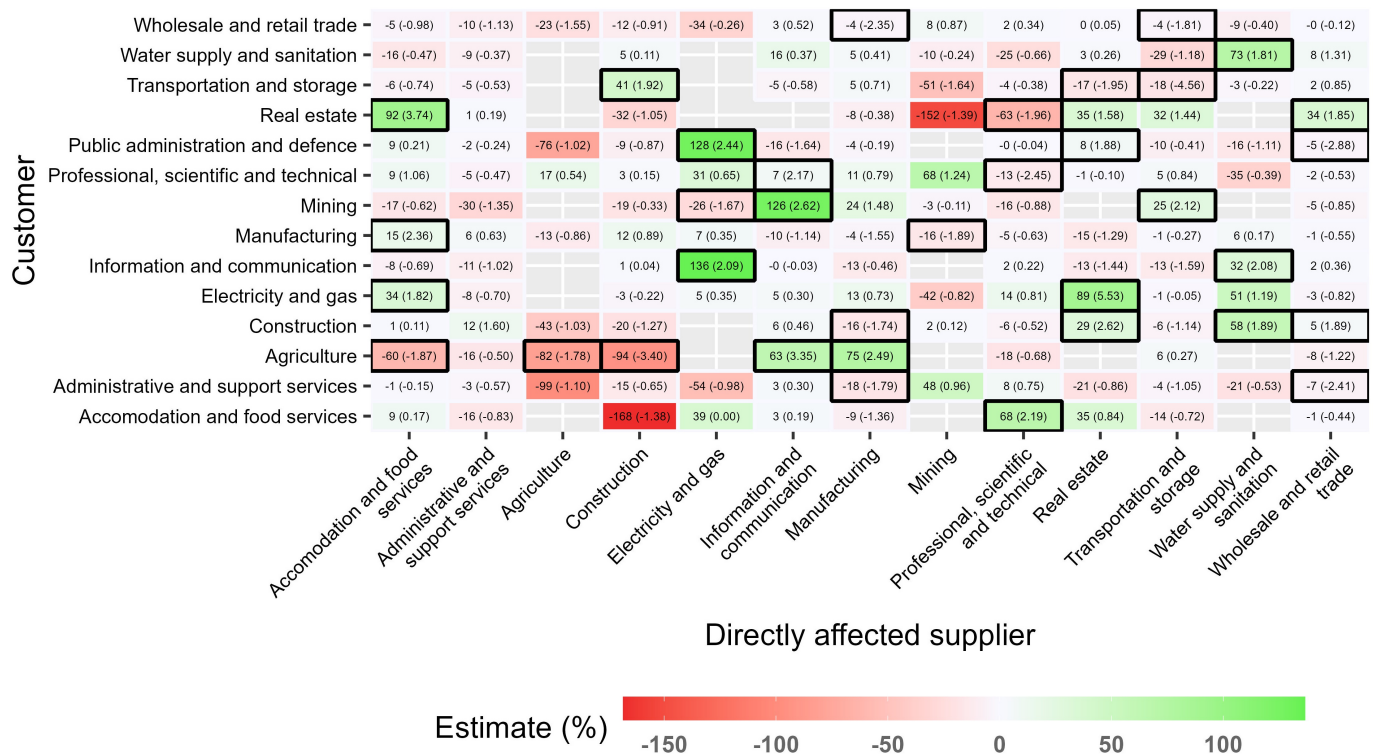 Wholesale and retail trade -5 (-0.98) -10 (-1.13) -23 (-1.55) -12 (-0.91) -34 (-0.26) 3 (0.52) -4 (-2.35) 8 (0.87) 2 (0.34) 0 (0.05) -4 (-1.81) -9 (-0.40) -0 (-0.12)
Water supply and sanitation -16 (-0.47) -9 (-0.37) 5 (0.11) 16 (0.37) 5 (0.41) -10 (-0.24) -25 (-0.66) 3 (0.26) -29 (-1.18) 73 (1.81) 8 (1.31)
Transportation and storage -6 (-0.74) -5 (-0.53) 41 (1.92) -5 (-0.58) 5 (0.71) -51 (-1.64) -4 (-0.38) -17 (-1.95) -18 (-4.56) -3 (-0.22) 2 (0.85)
Real estate 92 (3.74) 1 (0.19) -32 (-1.05) -8 (-0.38) -152 (-1.39) -63 (-1.96) 35 (1.58) 32 (1.44) 34 (1.85)
Public administration and defence 9 (0.21) -2 (-0.24) -76 (-1.02) -9 (-0.87) 128 (2.44) -16 (-1.64) -4 (-0.19) -0 (-0.04) 8 (1.88) -10 (-0.41) -16 (-1.11) -5 (-2.88)
Professional, scientific and technical 9 (1.06) -5 (-0.47) 17 (0.54) 3 (0.15) 31 (0.65) 7 (2.17) 11 (0.79) 68 (1.24) -13 (-2.45) -1 (-0.10) 5 (0.84) -35 (-0.39) -2 (-0.53)
Mining -17 (-0.62) -30 (-1.35) -19 (-0.33) -26 (-1.67) 126 (2.62) 24 (1.48) -3 (-0.11) -16 (-0.88) 25 (2.12) -5 (-0.85)
Manufacturing 15 (2.36) 6 (0.63) -13 (-0.86) 12 (0.89) 7 (0.35) -10 (-1.14) -4 (-1.55) -16 (-1.89) -5 (-0.63) -15 (-1.29) -1 (-0.27) 6 (0.17) -1 (-0.55)
Information and communication -8 (-0.69) -11 (-1.02) 1 (0.04) 136 (2.09) -0 (-0.03) -13 (-0.46) 2 (0.22) -13 (-1.44) -13 (-1.59) 32 (2.08) 2 (0.36)
Electricity and gas 34 (1.82) -8 (-0.70) -3 (-0.22) 5 (0.35) 5 (0.30) 13 (0.73) -42 (-0.82) 14 (0.81) 89 (5.53) -1 (-0.05) 51 (1.19) -3 (-0.82)
Construction 1 (0.11) 12 (1.60) -43 (-1.03) -20 (-1.27) 6 (0.46) -16 (-1.74) 2 (0.12) -6 (-0.52) 29 (2.62) -6 (-1.14) 58 (1.89) 5 (1.89)
Agriculture -60 (-1.87) -16 (-0.50) -82 (-1.78) -94 (-3.40) 63 (3.35) 75 (2.49) -18 (-0.68) 6 (0.27) -8 (-1.22)
Administrative and support services -1 (-0.15) -3 (-0.57) -99 (-1.10) -15 (-0.65) -54 (-0.98) 3 (0.30) -18 (-1.79) 48 (0.96) 8 (0.75) -21 (-0.86) -4 (-1.05) -21 (-0.53) -7 (-2.41)
Accomodation and food services 9 (0.17) -16 (-0.83) -168 (-1.38) 39 (0.00) 3 (0.19) -9 (-1.36) 68 (2.19) 35 (0.84) -14 (-0.72) -1 (-0.44)
Customer
Accomodation and food
services
Administrative and
support services
Agriculture
Construction
Electricity and gas
Information and
communication
Manufacturing
Mining
Professional, scientific
and technical
Real estate
Transportation and
storage
Water supply and
sanitation
Wholesale and retail
trade
Directly affected supplier
Estimate (%)
-150 -100 -50 0 50 100